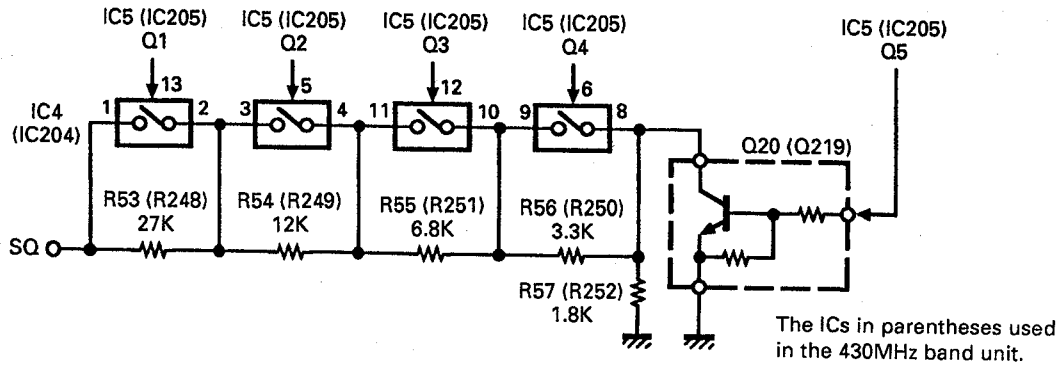 IC5 (IC205)
Q1
IC5 (IC205)
Q2
IC5 (IC205)
Q3
IC5 (IC205)
Q4
IC5 (IC205)
Q5
13
5
12
6
1
2
3
4
11
10
9
8
IC4
(IC204)
Q20 (Q219)
R53 (R248)
27K
R54 (R249)
12K
R55 (R251)
6.8K
R56 (R250)
3.3K
SQ
R57 (R252)
1.8K
The ICs in parentheses used
in the 430MHz band unit.